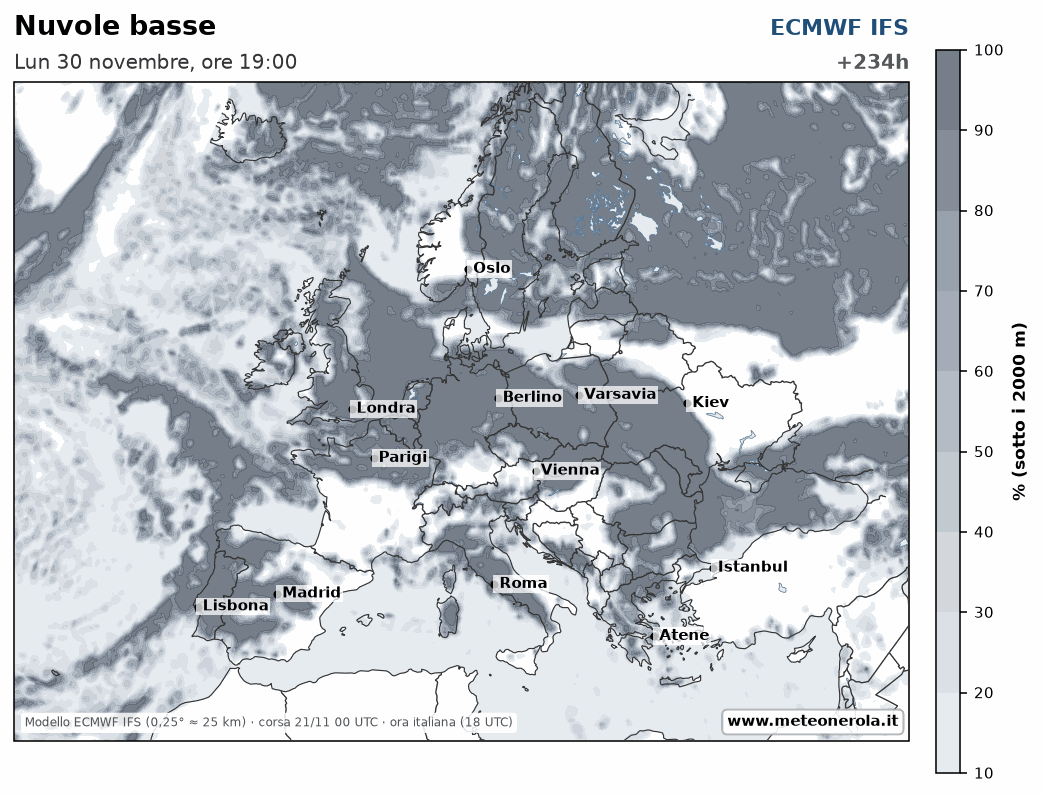 Nuvole basse
ECMWF IFS
Lun 30 novembre, ore 19:00
+234h
100
90
80
70
60
50
40
30
20
10
% (sotto i 2000 m)
Oslo
Londra
Berlino
Varsavia
Kiev
Parigi
Vienna
Istanbul
Roma
Madrid
Lisbona
Atene
Modello ECMWF IFS (0,25° ≈ 25 km) · corsa 21/11 00 UTC · ora italiana (18 UTC)
www.meteonerola.it